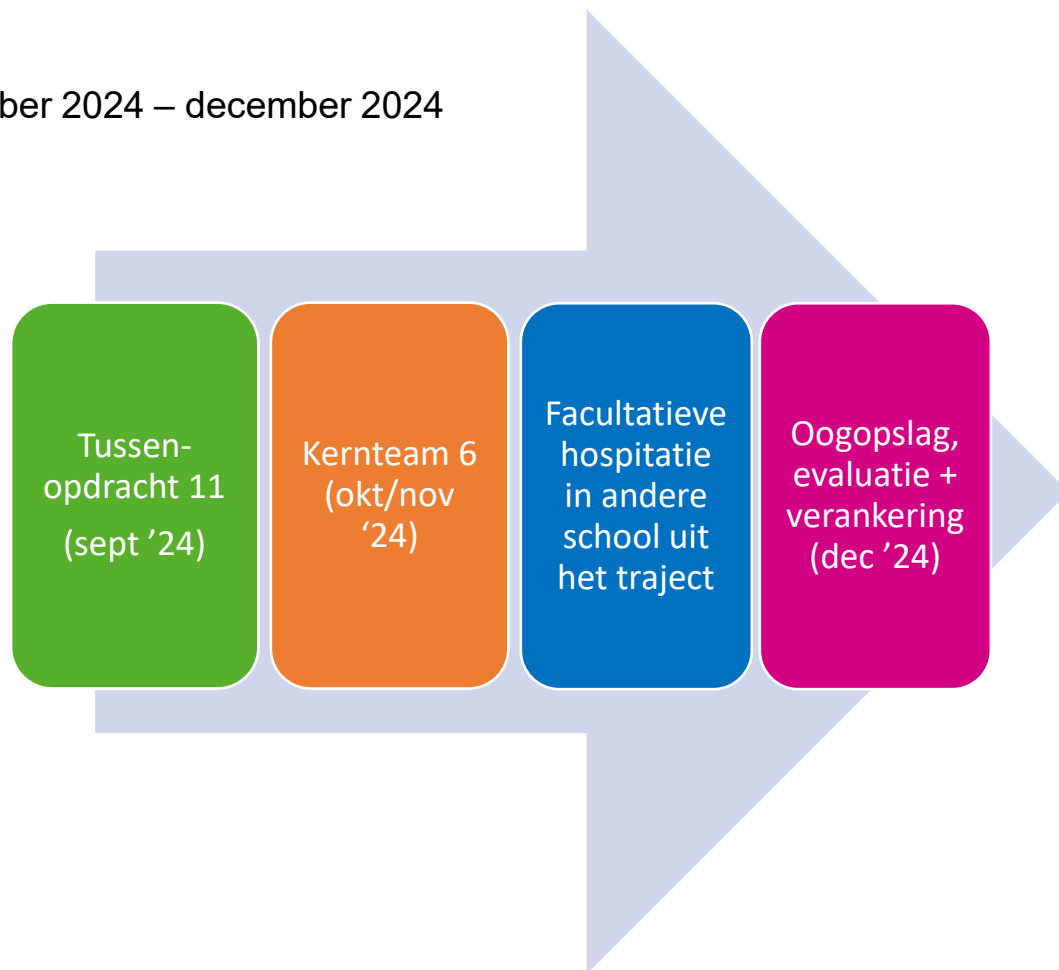 ber 2024 – december 2024
Tussen-
opdracht 11
(sept ’24)
Kernteam 6
(okt/nov
‘24)
Facultatieve
hospitatie
in andere
school uit
het traject
Oogopslag,
evaluatie +
verankering
(dec ’24)